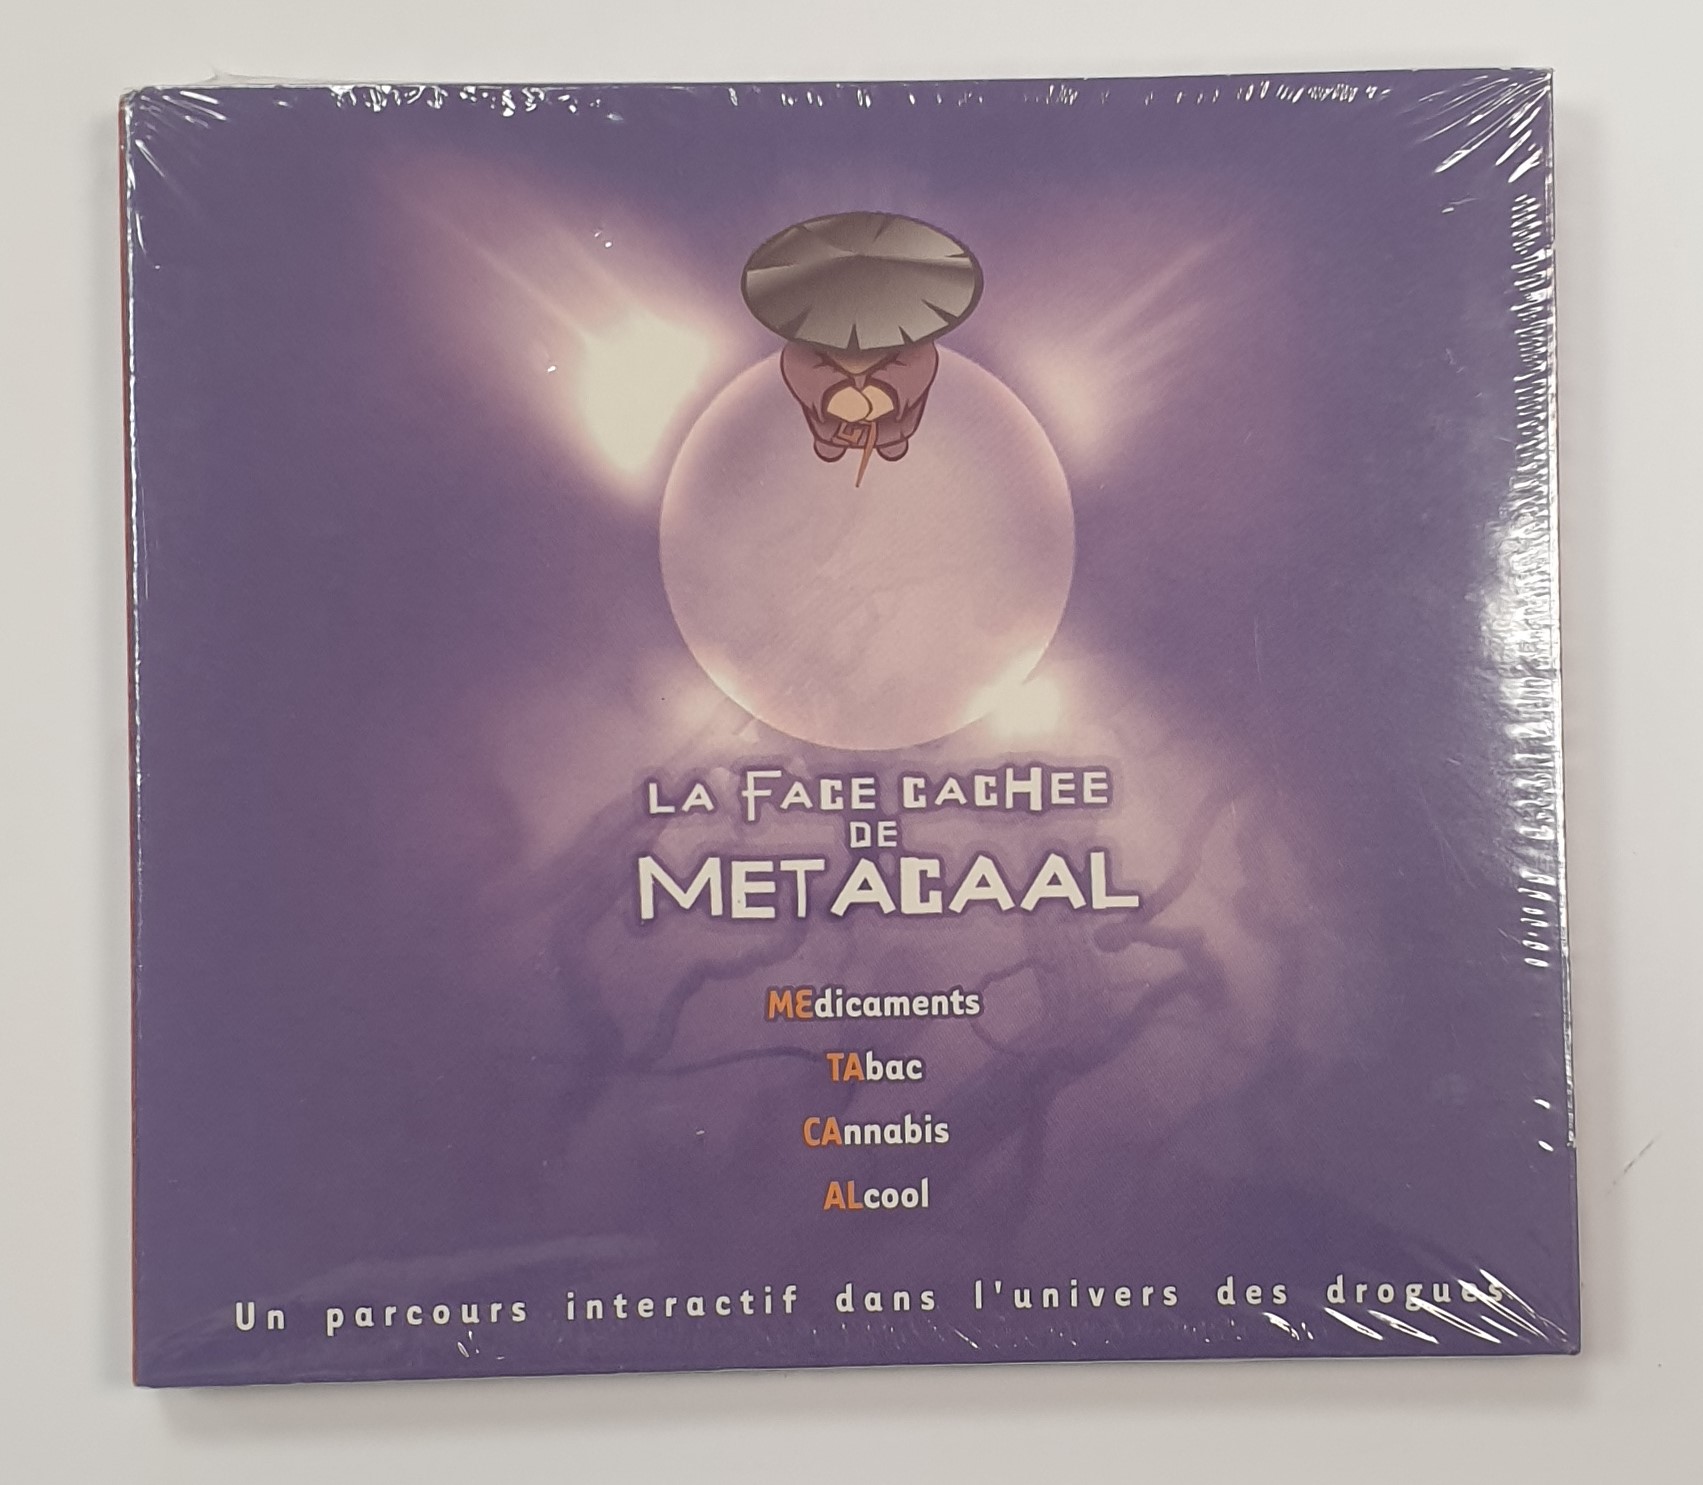 LA FACE CACHEE
DE
METACAAL
MEdicaments
TAbac
CAnnabis
ALcool
Un parcours interactif dans l'univers des drogues